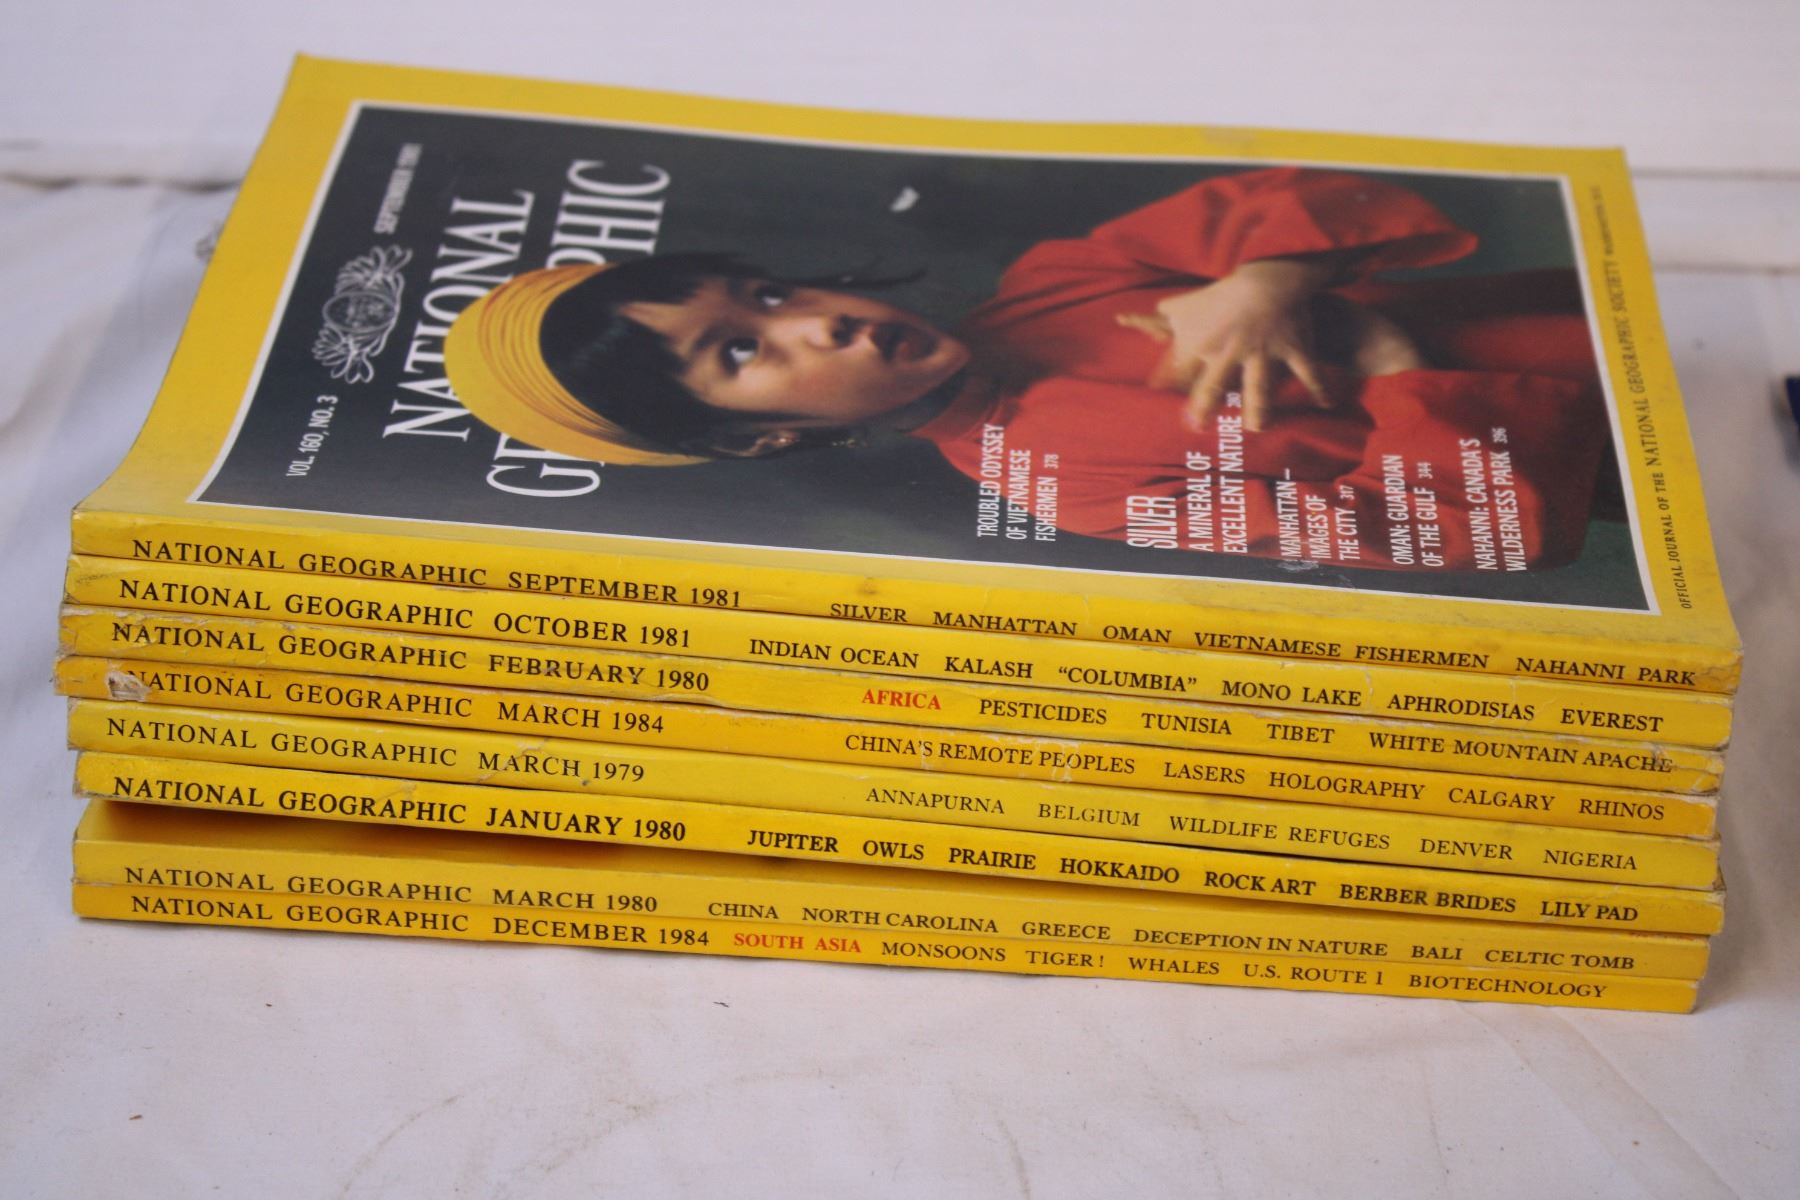 VOL. 160, NO. 3
SEPTEMBER 1981
NATIONAL
GEOGRAPHIC
TROUBLED ODYSSEY
OF VIETNAMESE
FISHERMEN 378
SILVER
A MINERAL OF
EXCELLENT NATURE
MANHATTAN—
IMAGES OF
THE CITY 317
OMAN: GUARDIAN
OF THE GULF 344
NAHANNI: CANADA'S
WILDERNESS PARK 396
OFFICIAL JOURNAL OF THE NATIONAL GEOGRAPHIC SOCIETY
NATIONAL GEOGRAPHIC SEPTEMBER 1981 SILVER MANHATTAN OMAN VIETNAMESE FISHERMEN NAHANNI PARK
NATIONAL GEOGRAPHIC OCTOBER 1981 INDIAN OCEAN KALASH “COLUMBIA” MONO LAKE APHRODISIAS EVEREST
NATIONAL GEOGRAPHIC FEBRUARY 1980 AFRICA PESTICIDES TUNISIA TIBET WHITE MOUNTAIN APACHE
NATIONAL GEOGRAPHIC MARCH 1984 CHINA'S REMOTE PEOPLES LASERS HOLOGRAPHY CALGARY RHINOS
NATIONAL GEOGRAPHIC MARCH 1979 ANNAPURNA BELGIUM WILDLIFE REFUGES DENVER NIGERIA
NATIONAL GEOGRAPHIC JANUARY 1980 JUPITER OWLS PRAIRIE HOKKAIDO ROCK ART BERBER BRIDES LILY PAD
NATIONAL GEOGRAPHIC MARCH 1980 CHINA NORTH CAROLINA GREECE DECEPTION IN NATURE BALI CELTIC TOMB
NATIONAL GEOGRAPHIC DECEMBER 1984 SOUTH ASIA MONSOONS TIGER! WHALES U.S. ROUTE 1 BIOTECHNOLOGY